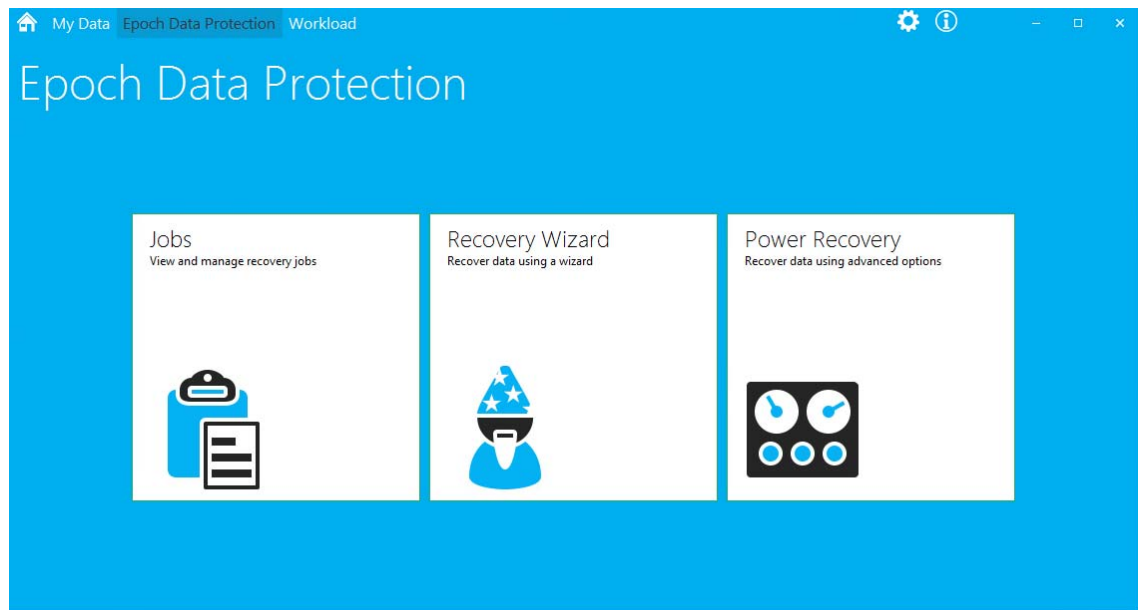 My Data Epoch Data Protection Workload
Epoch Data Protection
Jobs
View and manage recovery jobs
Recovery Wizard
Recover data using a wizard
Power Recovery
Recover data using advanced options